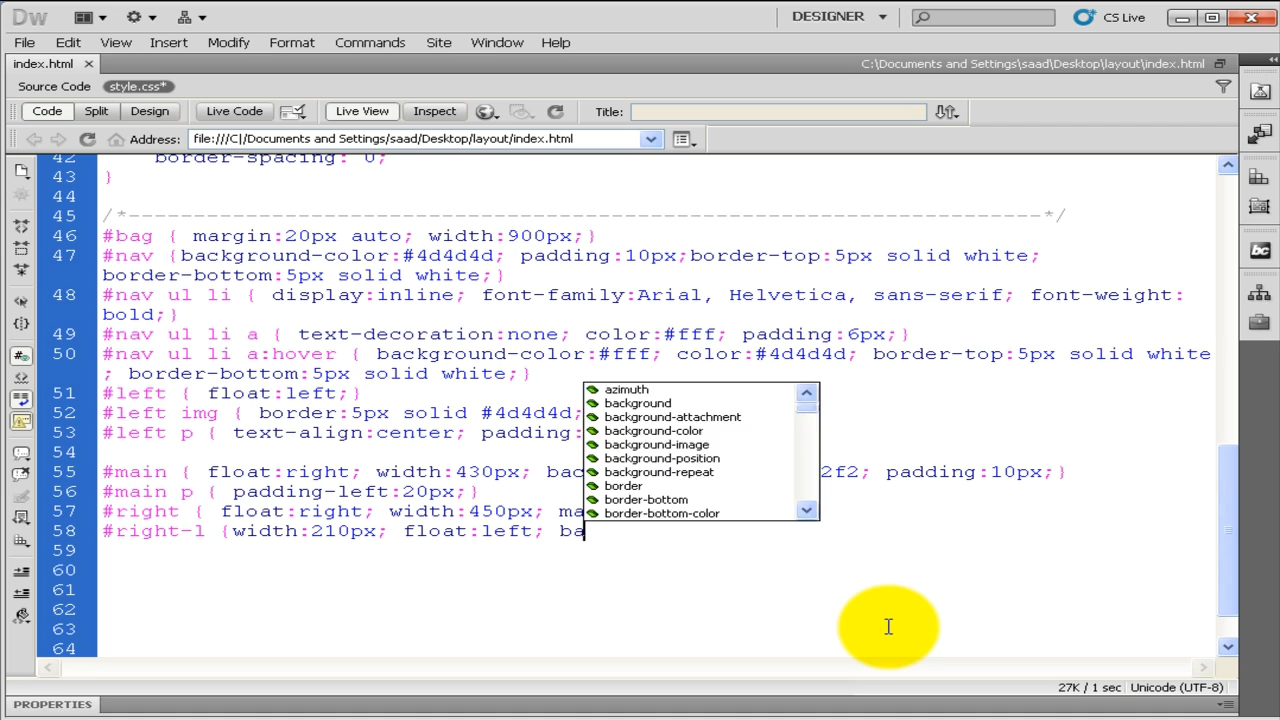 Dw
DESIGNER
CS Live
File Edit View Insert Modify Format Commands Site Window Help
index.html
C:\Documents and Settings\saad\Desktop\layout\index.html
Source Code style.css*
Code Split Design Live Code Live View Inspect Title:
Address: file:///C|/Documents and Settings/saad/Desktop/layout/index.html
42 border-spacing: 0;
43 }
44
45 /*----------------------------------------------------------------------*/
46 #bag { margin:20px auto; width:900px;}
47 #nav {background-color:#4d4d4d; padding:10px;border-top:5px solid white;
border-bottom:5px solid white;}
48 #nav ul li { display:inline; font-family:Arial, Helvetica, sans-serif; font-weight:
bold;}
49 #nav ul li a { text-decoration:none; color:#fff; padding:6px;}
50 #nav ul li a:hover { background-color:#fff; color:#4d4d4d; border-top:5px solid white
; border-bottom:5px solid white;}
51 #left { float:left;}
52 #left img { border:5px solid #4d4d4d;
53 #left p { text-align:center; padding:
54
55 #main { float:right; width:430px; bac 2f2; padding:10px;}
56 #main p { padding-left:20px;}
57 #right { float:right; width:450px; ma
58 #right-l {width:210px; float:left; ba
59
60
61
62
63
64
azimuth
background
background-attachment
background-color
background-image
background-position
background-repeat
border
border-bottom
border-bottom-color
27K / 1 sec Unicode (UTF-8)
PROPERTIES